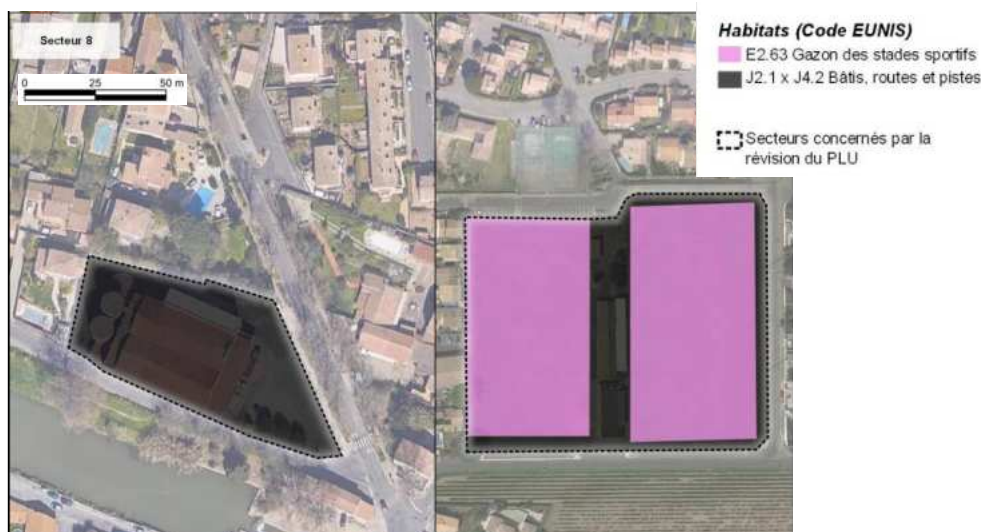 Secteur 8
0 25 50 m
Habitats (Code EUNIS)
E2.63 Gazon des stades sportifs
J2.1 x J4.2 Bâtis, routes et pistes
Secteurs concernés par la
révision du PLU